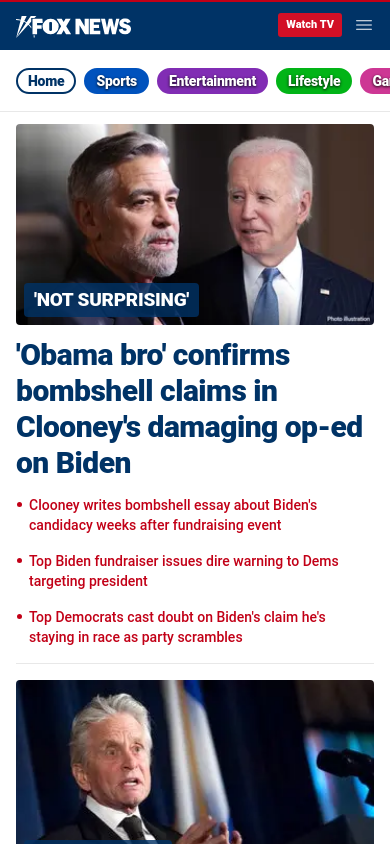 FOX NEWS
Watch TV
Home
Sports
Entertainment
Lifestyle
Ga
'NOT SURPRISING'
Photo illustration
'Obama bro' confirms
bombshell claims in
Clooney's damaging op-ed
on Biden
Clooney writes bombshell essay about Biden's
candidacy weeks after fundraising event
Top Biden fundraiser issues dire warning to Dems
targeting president
Top Democrats cast doubt on Biden's claim he's
staying in race as party scrambles